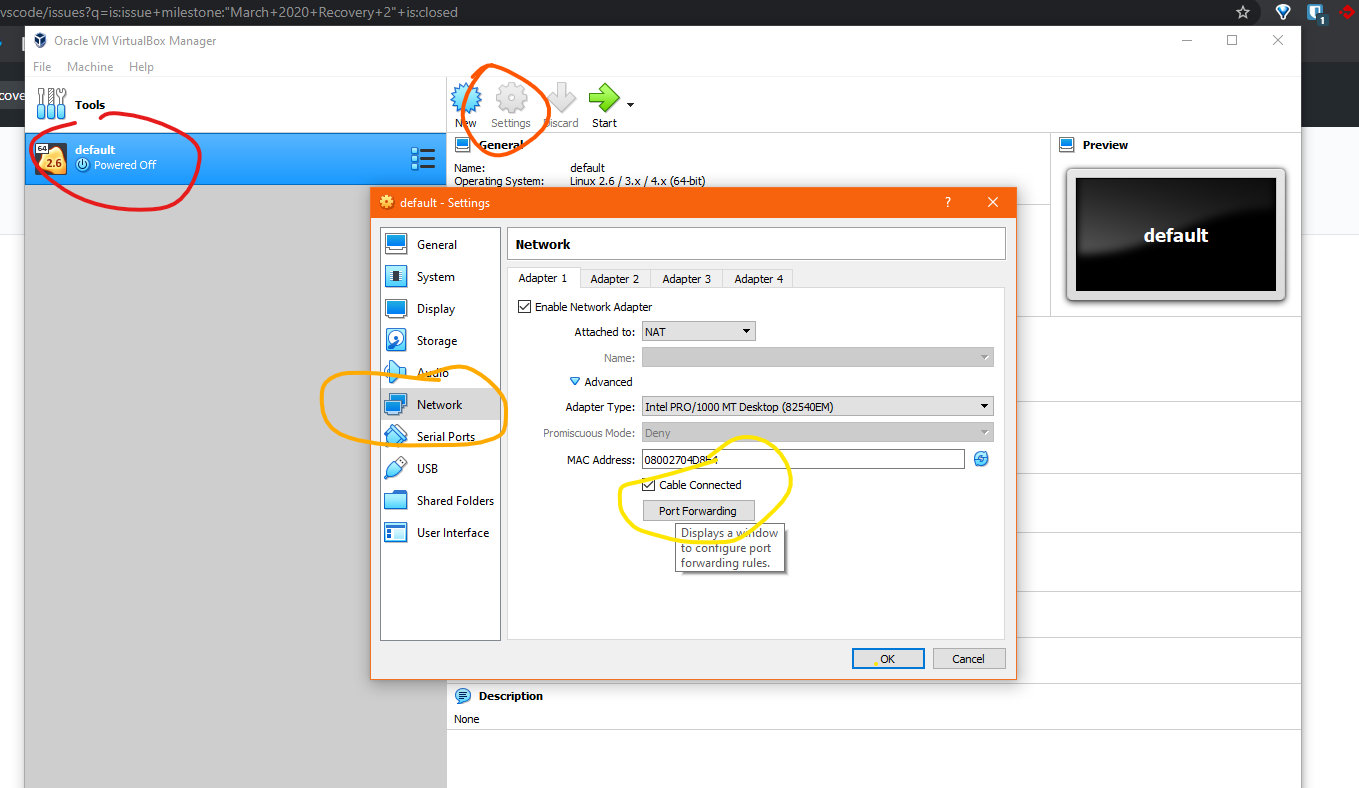 vscode/issues?q=is:issue+milestone:"March+2020+Recovery+2"+is:closed
1
Oracle VM VirtualBox Manager
File Machine Help
cove
Tools
New Settings Discard Start
64
2.6
default
Powered Off
General
Name: default
Operating System: Linux 2.6 / 3.x / 4.x (64-bit)
Preview
default
default - Settings
?
General
System
Display
Storage
Audio
Network
Serial Ports
USB
Shared Folders
User Interface
Network
Adapter 1 Adapter 2 Adapter 3 Adapter 4
Enable Network Adapter
Attached to: NAT
Name:
Advanced
Adapter Type: Intel PRO/1000 MT Desktop (82540EM)
Promiscuous Mode: Deny
MAC Address:
Cable Connected
Port Forwarding
Displays a window
to configure port
forwarding rules.
OK Cancel
Description
None